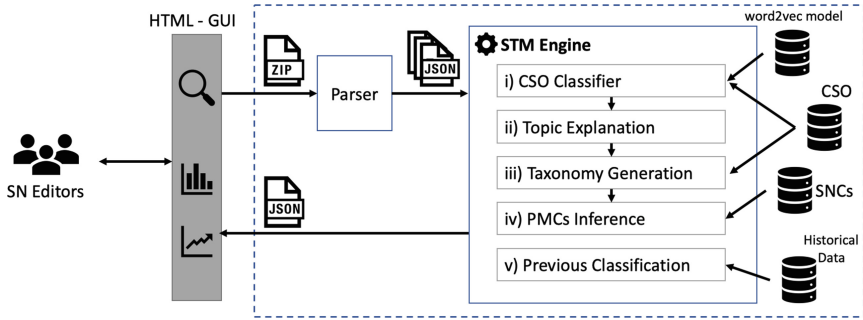 HTML - GUI
word2vec model
ZIP
JSON
STM Engine
Parser
i) CSO Classifier
CSO
ii) Topic Explanation
SN Editors
iii) Taxonomy Generation
JSON
SNCs
iv) PMCs Inference
Historical
Data
v) Previous Classification